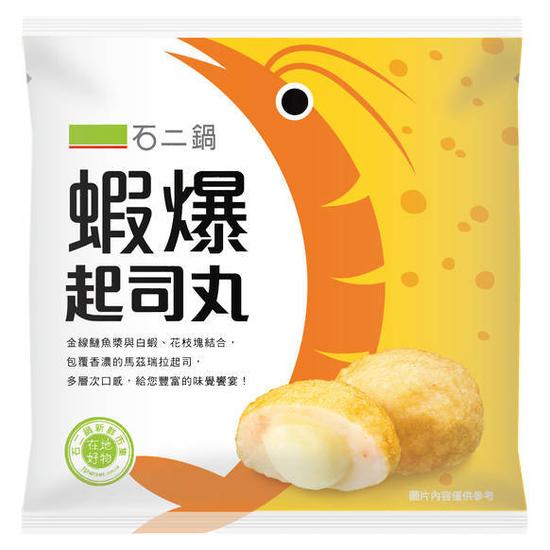 石二鍋
蝦爆
起司丸
金線鰱魚漿與白蝦、花枝塊結合，
包覆香濃的馬茲瑞拉起司，
多層次口感，給您豐富的味覺饗宴！
石二鍋新鮮市集
在地
好物
圖片內容僅供參考